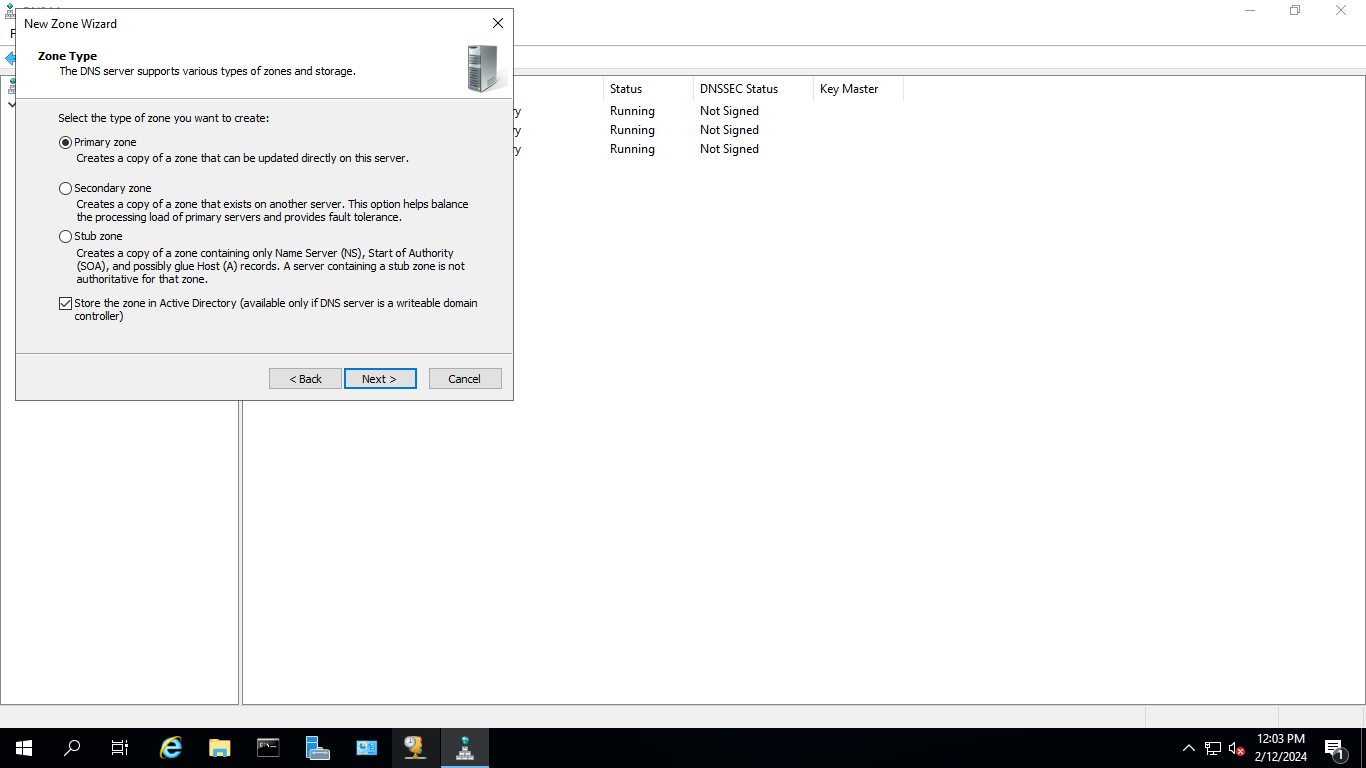 New Zone Wizard
Zone Type
The DNS server supports various types of zones and storage.
Status DNSSEC Status Key Master
Running Not Signed
Running Not Signed
Running Not Signed
Select the type of zone you want to create:
Primary zone
Creates a copy of a zone that can be updated directly on this server.
Secondary zone
Creates a copy of a zone that exists on another server. This option helps balance
the processing load of primary servers and provides fault tolerance.
Stub zone
Creates a copy of a zone containing only Name Server (NS), Start of Authority
(SOA), and possibly glue Host (A) records. A server containing a stub zone is not
authoritative for that zone.
Store the zone in Active Directory (available only if DNS server is a writeable domain
controller)
< Back Next > Cancel
12:03 PM
2/12/2024
1